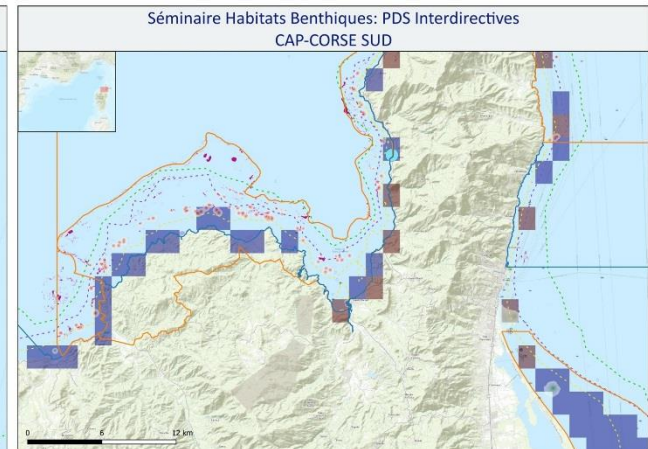 Séminaire Habitats Benthiques: PDS Interdirectives
CAP-CORSE SUD
0 6 12 km